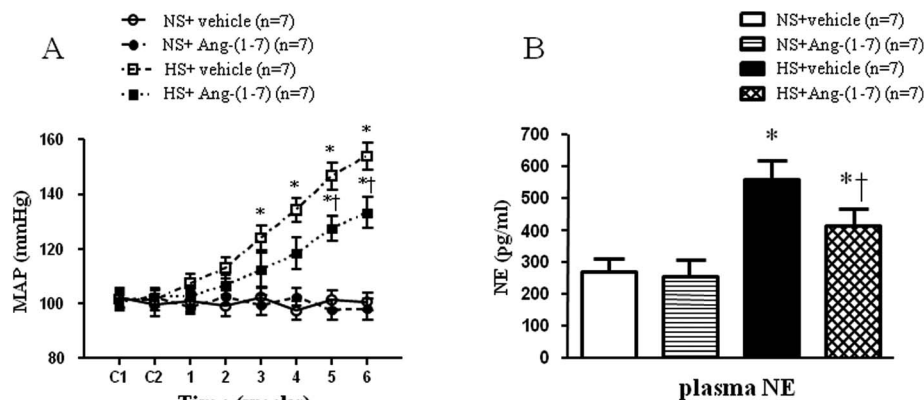 A
NS+ vehicle (n=7)
NS+ Ang-(1-7) (n=7)
HS+ vehicle (n=7)
HS+ Ang-(1-7) (n=7)
MAP (mmHg)
160
140
120
100
80
* * * * *† *†
C1 C2 1 2 3 4 5 6
B
NS+vehicle (n=7)
NS+Ang-(1-7) (n=7)
HS+vehicle (n=7)
HS+Ang-(1-7) (n=7)
NE (pg/ml)
700
600
500
400
300
200
100
0
* *†
plasma NE